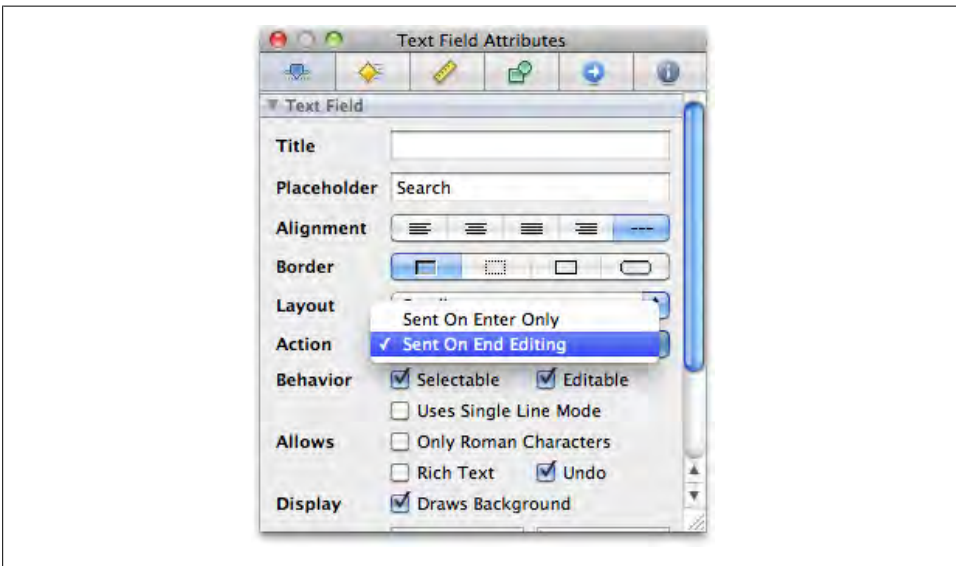 Text Field Attributes
Text Field
Title
Placeholder Search
Alignment
Border
Layout
Sent On Enter Only
Action ✓ Sent On End Editing
Behavior Selectable Editable
Uses Single Line Mode
Allows Only Roman Characters
Rich Text Undo
Display Draws Background